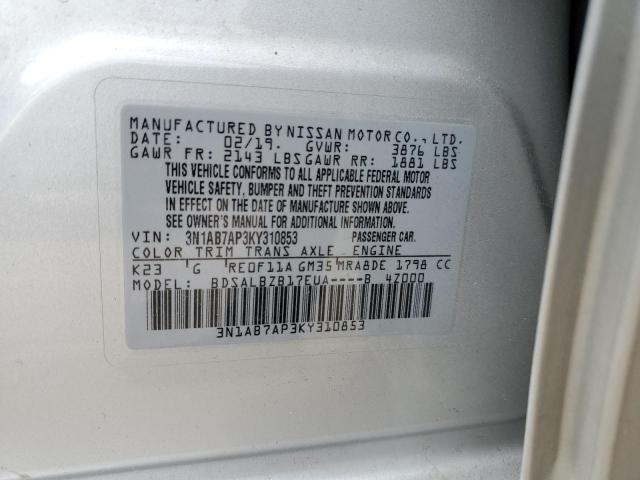 MANUFACTURED BY NISSAN MOTOR CO., LTD.
DATE: 02/19. GVWR: 3876 LBS
GAWR FR: 2143 LBS GAWR RR: 1881 LBS
THIS VEHICLE CONFORMS TO ALL APPLICABLE FEDERAL MOTOR
VEHICLE SAFETY, BUMPER AND THEFT PREVENTION STANDARDS
IN EFFECT ON THE DATE OF MANUFACTURE SHOWN ABOVE.
SEE OWNER'S MANUAL FOR ADDITIONAL INFORMATION.
VIN: 3N1AB7AP3KY310853 PASSENGER CAR.
COLOR TRIM TRANS AXLE ENGINE
K23 G RE0F11A GM35 MRA8DE 1798 CC
MODEL: BDSALBZB17EUA----B 4Z000
3N1AB7AP3KY310853